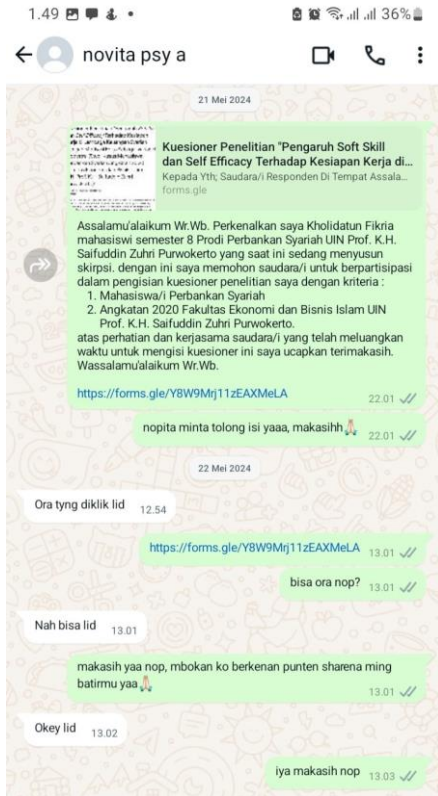 1.49
36%
novita psy a
21 Mei 2024
Kuesioner Penelitian "Pengaruh Soft Skill
dan Self Efficacy Terhadap Kesiapan Kerja di...
Kepada Yth; Saudara/i Responden Di Tempat Assala...
forms.gle
Assalamu'alaikum Wr.Wb. Perkenalkan saya Kholidatun Fikria
mahasiswi semester 8 Prodi Perbankan Syariah UIN Prof. K.H.
Saifuddin Zuhri Purwokerto yang saat ini sedang menyusun
skirpsi. dengan ini saya memohon saudara/i untuk berpartisipasi
dalam pengisian kuesioner penelitian saya dengan kriteria :
1. Mahasiswa/i Perbankan Syariah
2. Angkatan 2020 Fakultas Ekonomi dan Bisnis Islam UIN
Prof. K.H. Saifuddin Zuhri Purwokerto.
atas perhatian dan kerjasama saudara/i yang telah meluangkan
waktu untuk mengisi kuesioner ini saya ucapkan terimakasih.
Wassalamu'alaikum Wr.Wb.
https://forms.gle/Y8W9Mrj11zEAXMeLA
22.01
nopita minta tolong isi yaaa, makasihh🙏🏻
22.01
22 Mei 2024
Ora tyng diklik lid
12.54
https://forms.gle/Y8W9Mrj11zEAXMeLA
13.01
bisa ora nop?
13.01
Nah bisa lid
13.01
makasih yaa nop, mbokan ko berkenan punten sharena ming
batirmu yaa🙏🏻
13.01
Okey lid
13.02
iya makasih nop
13.03